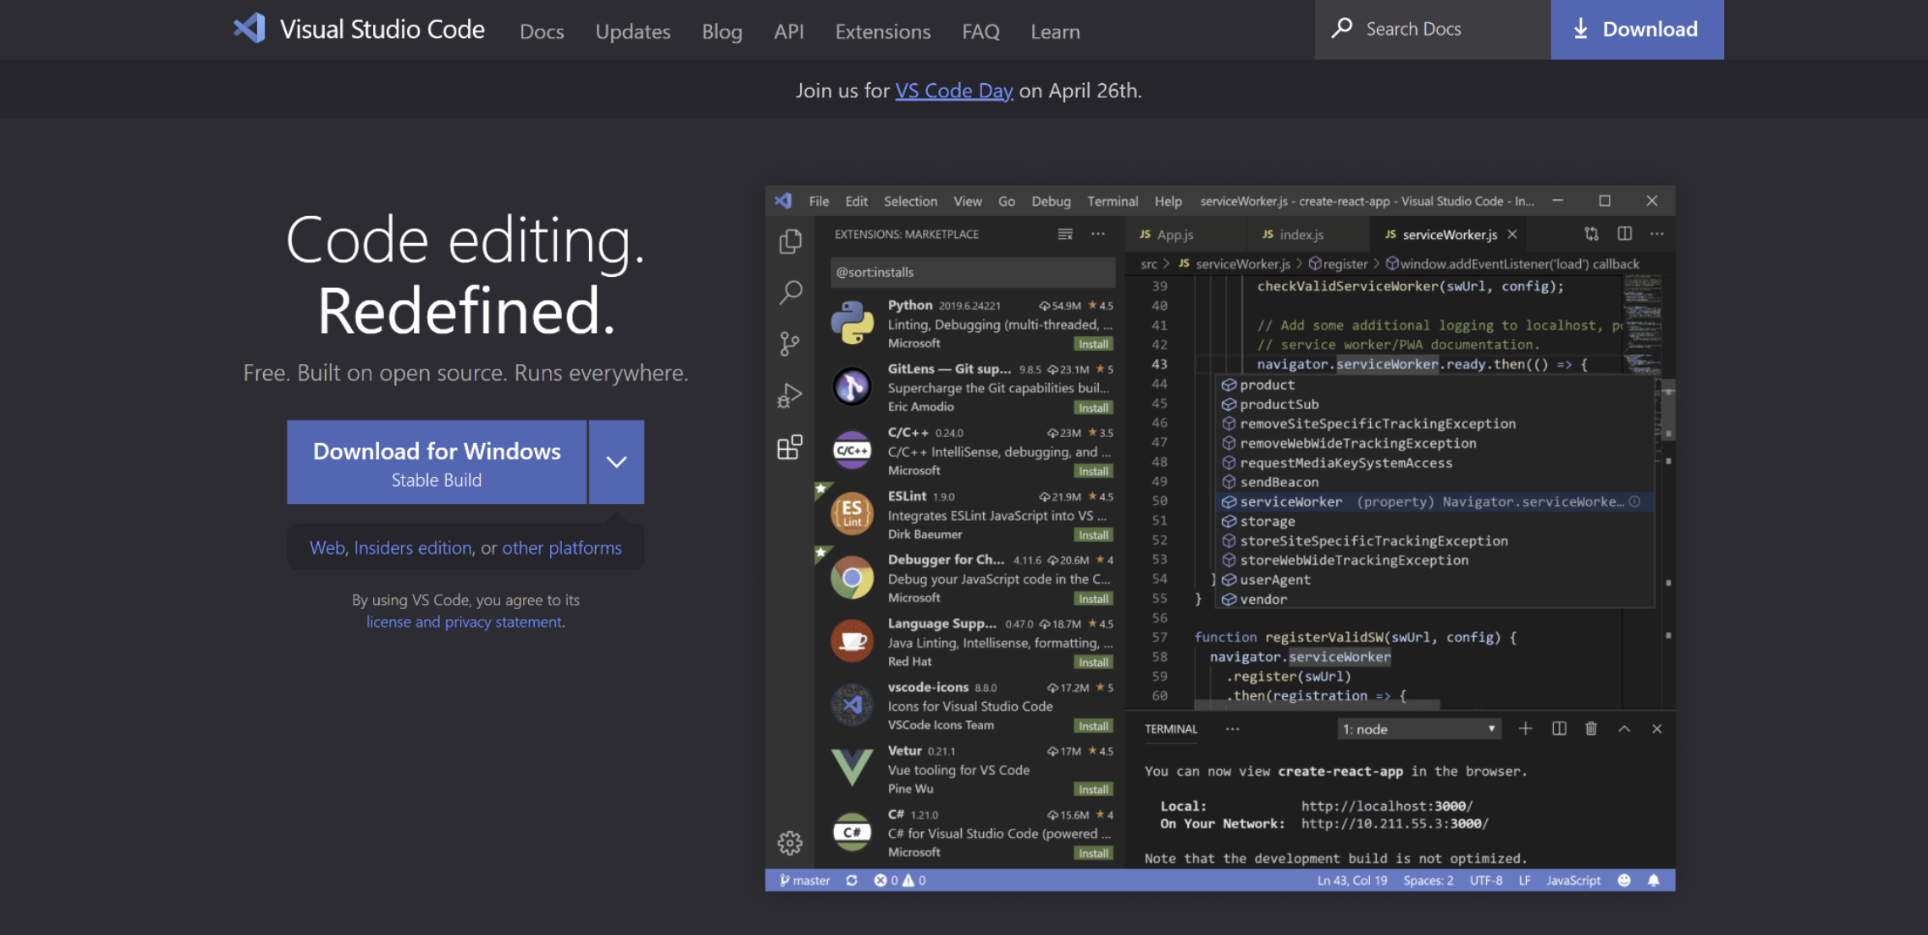 Visual Studio Code Docs Updates Blog API Extensions FAQ Learn Search Docs Download
Join us for VS Code Day on April 26th.
Code editing.
Redefined.
Free. Built on open source. Runs everywhere.
Download for Windows
Stable Build
Web, Insiders edition, or other platforms
By using VS Code, you agree to its
license and privacy statement.
File Edit Selection View Go Debug Terminal Help serviceWorker.js - create-react-app - Visual Studio Code - In...
EXTENSIONS: MARKETPLACE
@sort:installs
Python 2019.6.24221 54.9M ★ 4.5
Linting, Debugging (multi-threaded, ...
Microsoft Install
GitLens — Git sup... 9.8.5 23.1M ★ 5
Supercharge the Git capabilities buil...
Eric Amodio Install
C/C++
C/C++ 0.24.0 23M ★ 3.5
C/C++ IntelliSense, debugging, and ...
Microsoft Install
ES
Lint
ESLint 1.9.0 21.9M ★ 4.5
Integrates ESLint JavaScript into VS ...
Dirk Baeumer Install
Debugger for Ch... 4.11.6 20.6M ★ 4
Debug your JavaScript code in the C...
Microsoft Install
Language Supp... 0.47.0 18.7M ★ 4.5
Java Linting, Intellisense, formatting, ...
Red Hat Install
vscode-icons 8.8.0 17.2M ★ 5
Icons for Visual Studio Code
VSCode Icons Team Install
Vetur 0.21.1 17M ★ 4.5
Vue tooling for VS Code
Pine Wu Install
C#
C# 1.21.0 15.6M ★ 4
C# for Visual Studio Code (powered ...
Microsoft Install
JS App.js JS index.js JS serviceWorker.js
src > JS serviceWorker.js > register > window.addEventListener('load') callback
39 checkValidServiceWorker(swUrl, config);
40
41 // Add some additional logging to localhost,
42 // service worker/PWA documentation.
43 navigator.serviceWorker.ready.then(() => {
44 product
45 productSub
46 removeSiteSpecificTrackingException
47 removeWebWideTrackingException
48 requestMediaKeySystemAccess
49 sendBeacon
50 serviceWorker (property) Navigator.serviceWorke...
51 storage
52 storeSiteSpecificTrackingException
53 storeWebWideTrackingException
54 } userAgent
55 } vendor
56
57 function registerValidSW(swUrl, config) {
58 navigator.serviceWorker
59 .register(swUrl)
60 .then(registration => {
TERMINAL ... 1: node
You can now view create-react-app in the browser.
Local: http://localhost:3000/
On Your Network: http://10.211.55.3:3000/
Note that the development build is not optimized.
master 0 0 Ln 43, Col 19 Spaces: 2 UTF-8 LF JavaScript